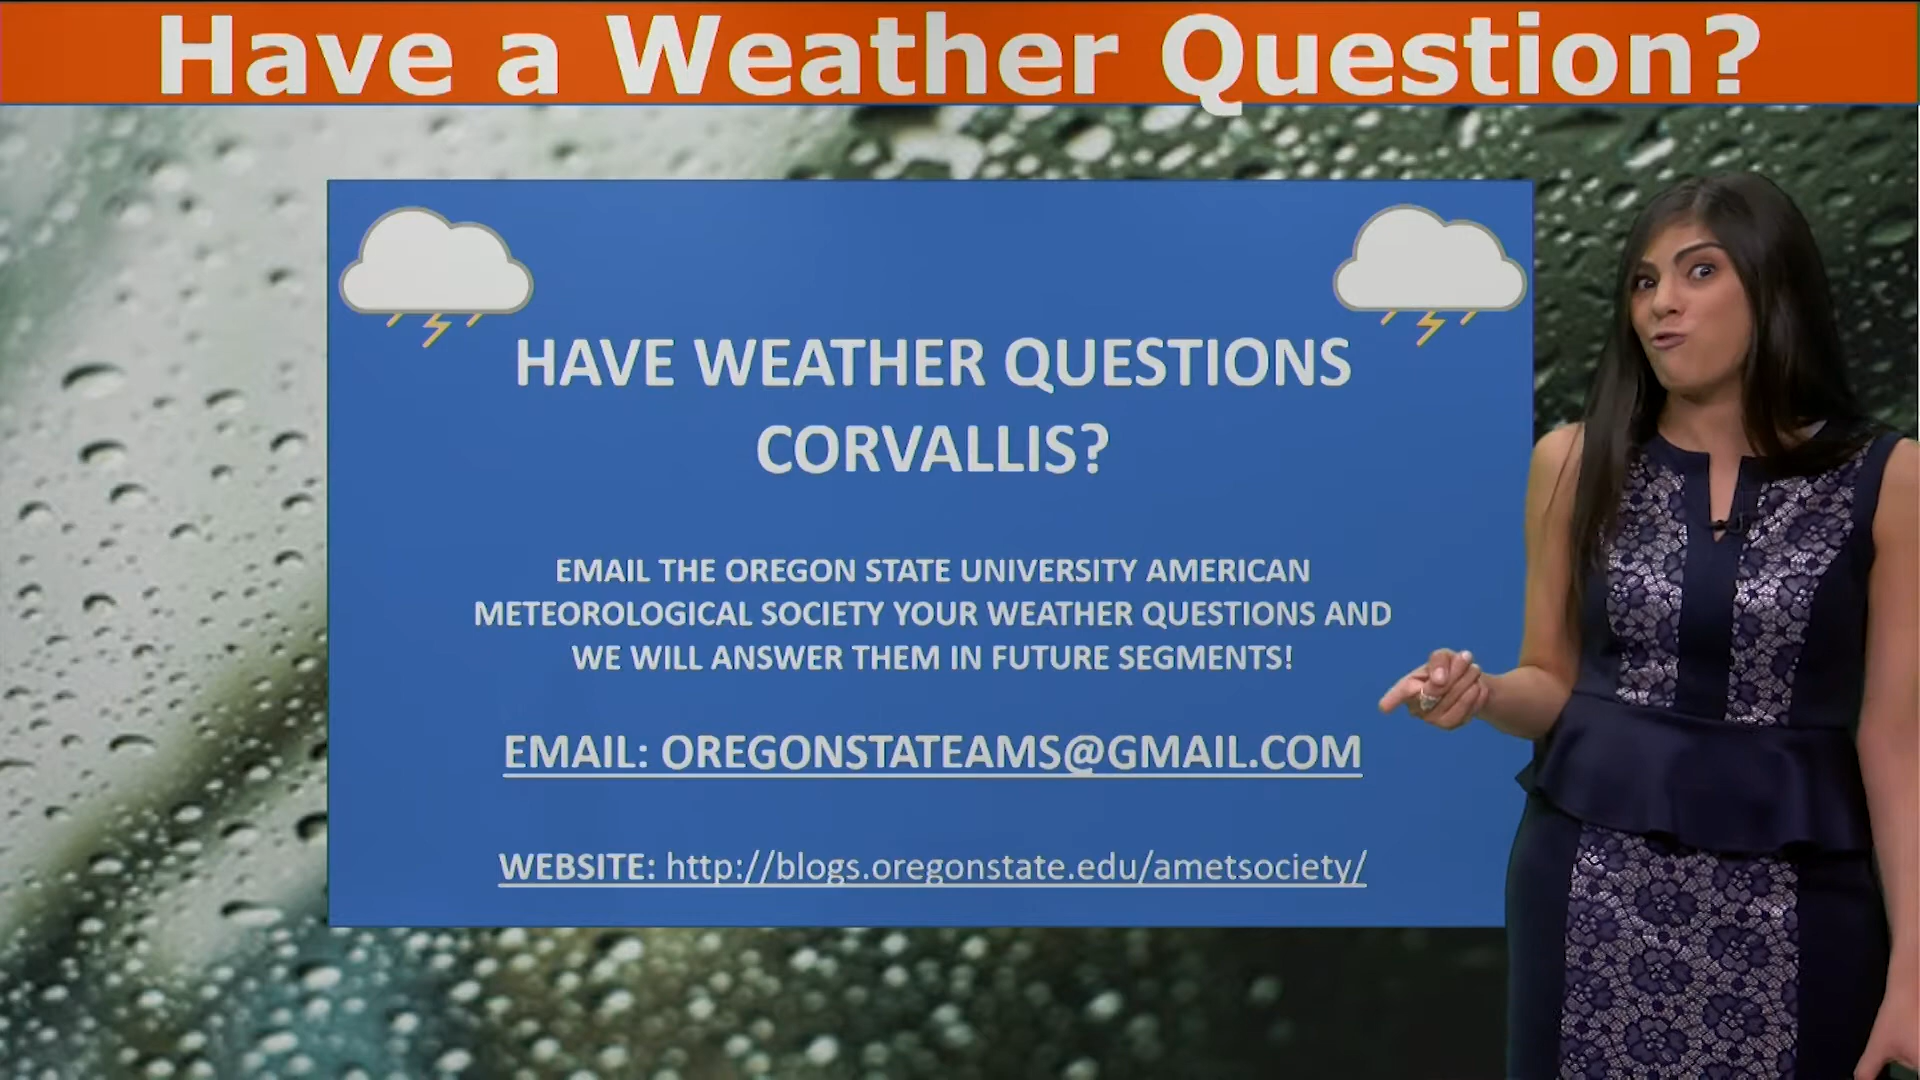 Have a Weather Question?
HAVE WEATHER QUESTIONS
CORVALLIS?
EMAIL THE OREGON STATE UNIVERSITY AMERICAN
METEOROLOGICAL SOCIETY YOUR WEATHER QUESTIONS AND
WE WILL ANSWER THEM IN FUTURE SEGMENTS!
EMAIL: OREGONSTATEAMS@GMAIL.COM
WEBSITE: http://blogs.oregonstate.edu/ametsociety/